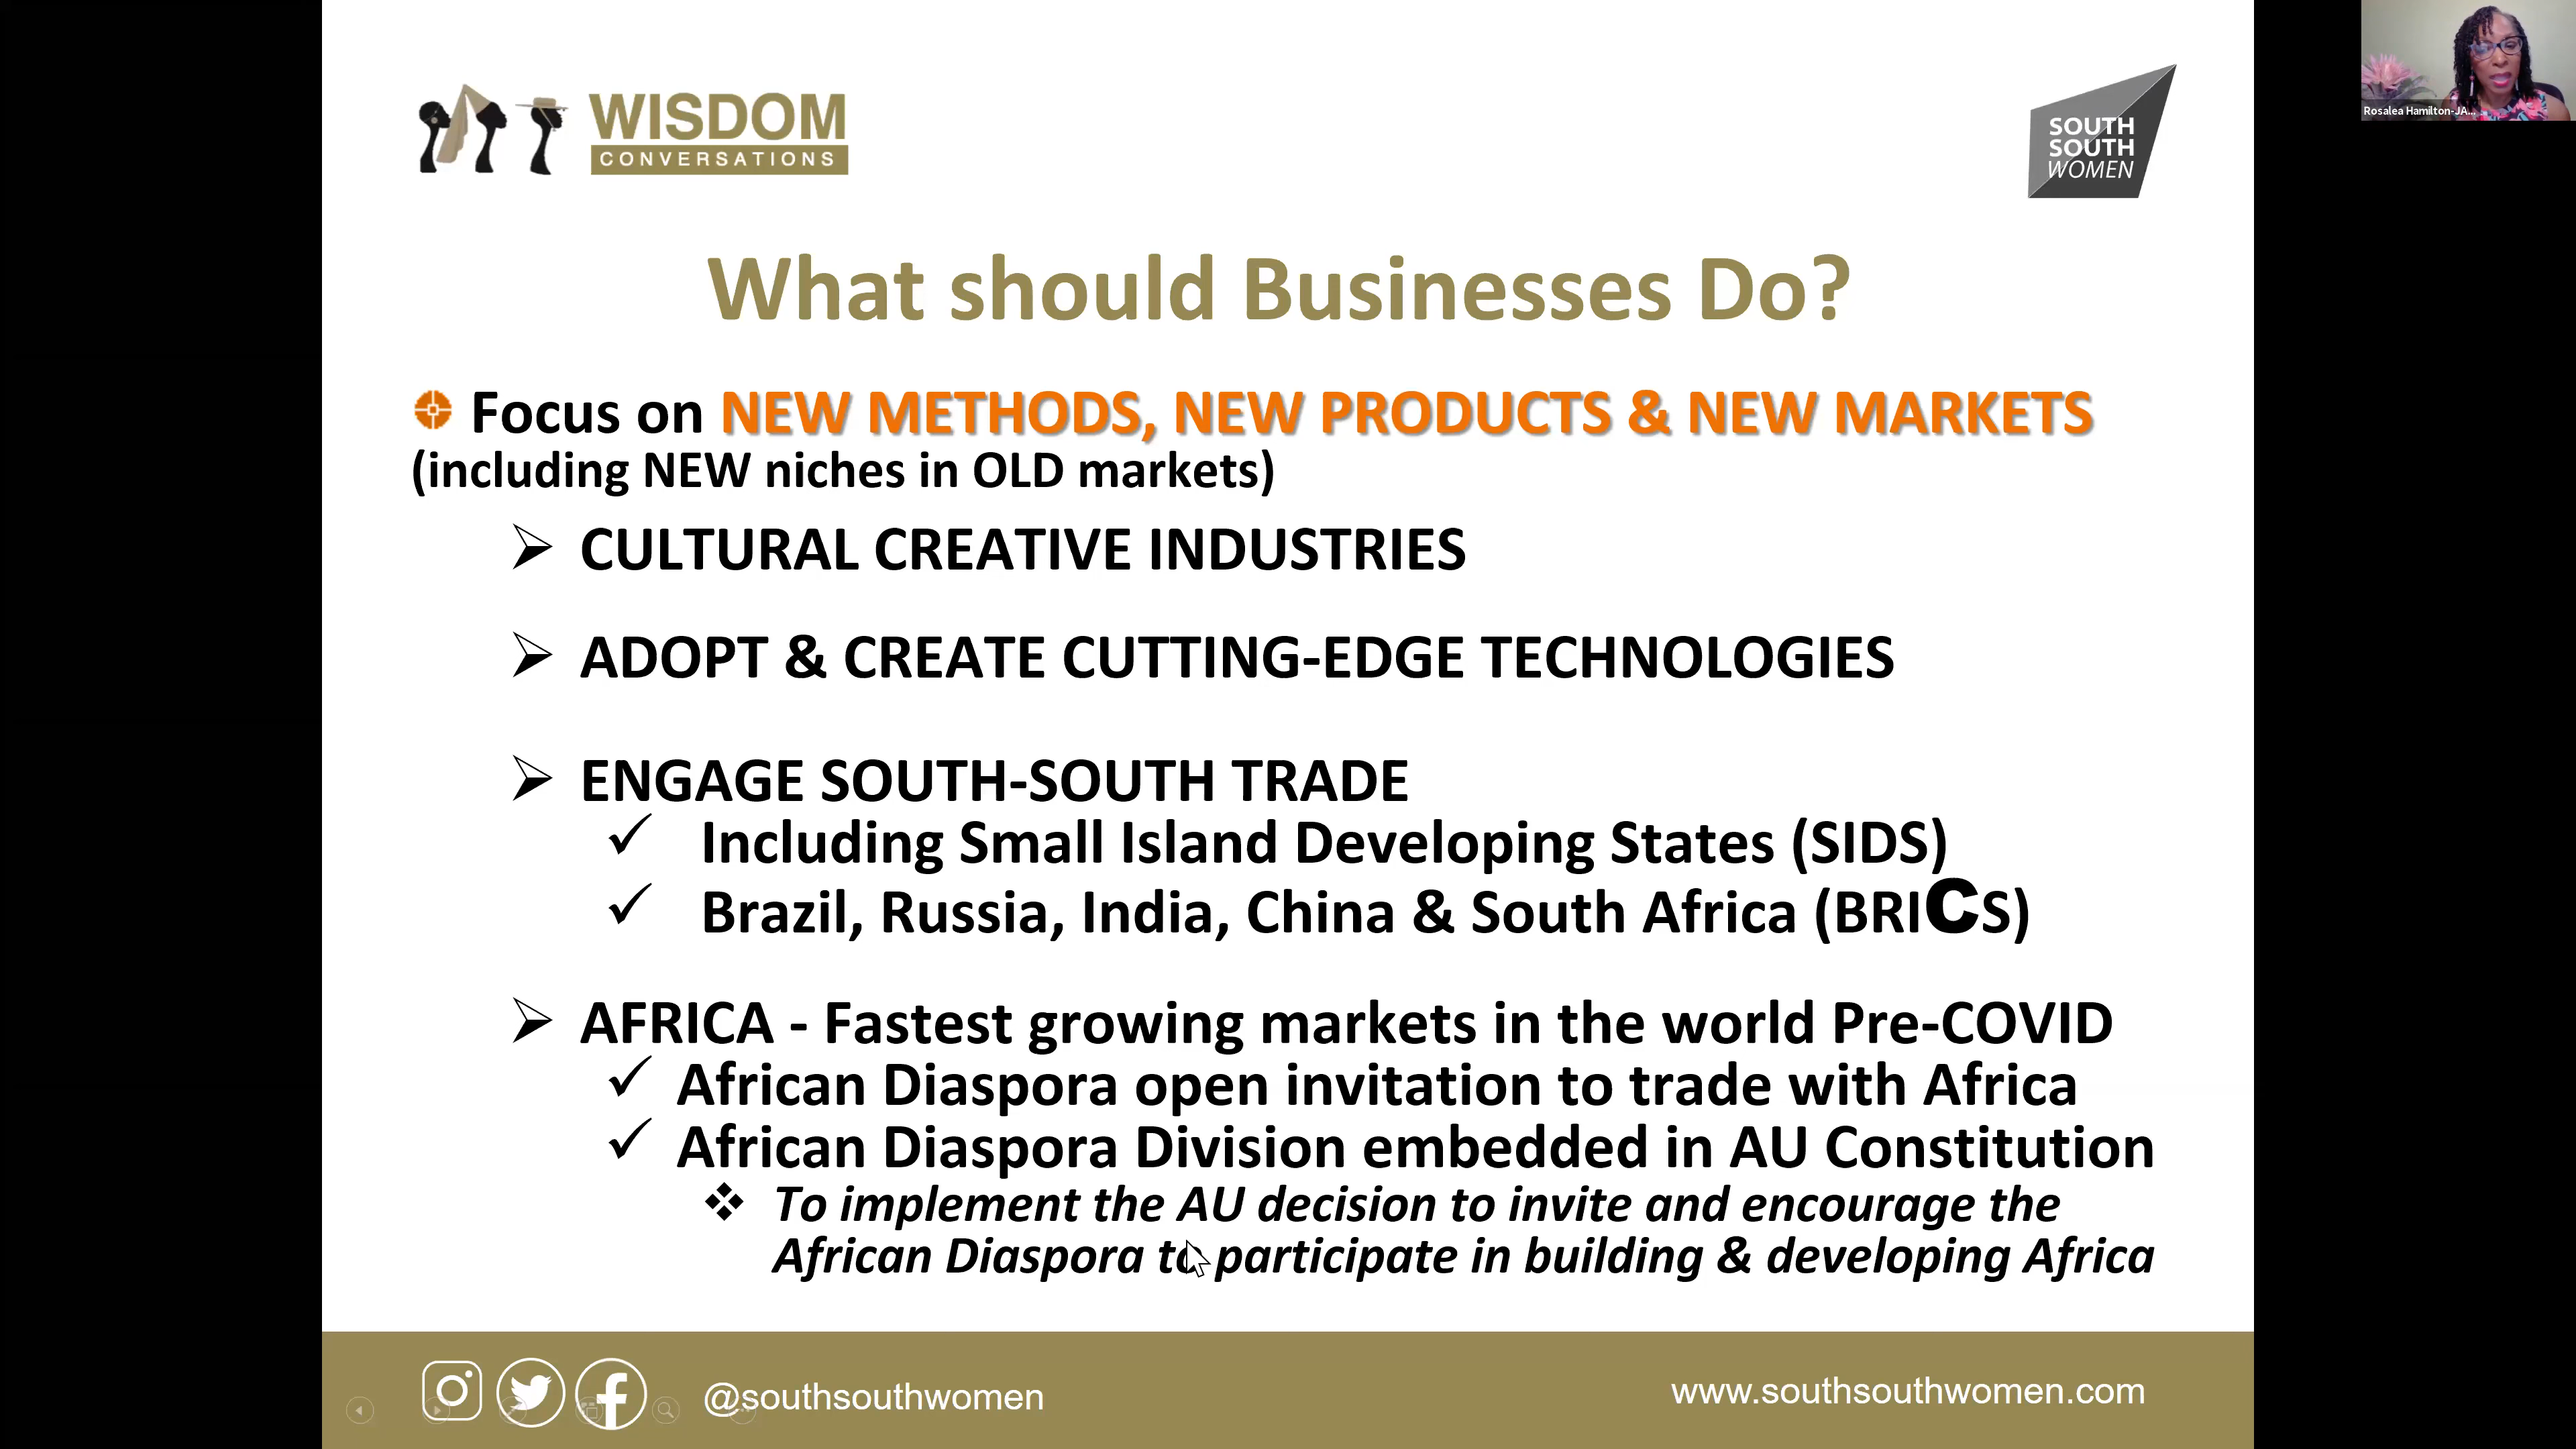 WISDOM
CONVERSATIONS
SOUTH
SOUTH
WOMEN
Rosalea Hamilton-JA...
What should Businesses Do?
Focus on NEW METHODS, NEW PRODUCTS & NEW MARKETS
(including NEW niches in OLD markets)
CULTURAL CREATIVE INDUSTRIES
ADOPT & CREATE CUTTING-EDGE TECHNOLOGIES
ENGAGE SOUTH-SOUTH TRADE
Including Small Island Developing States (SIDS)
Brazil, Russia, India, China & South Africa (BRICS)
AFRICA - Fastest growing markets in the world Pre-COVID
African Diaspora open invitation to trade with Africa
African Diaspora Division embedded in AU Constitution
To implement the AU decision to invite and encourage the
African Diaspora to participate in building & developing Africa
@southsouthwomen
www.southsouthwomen.com